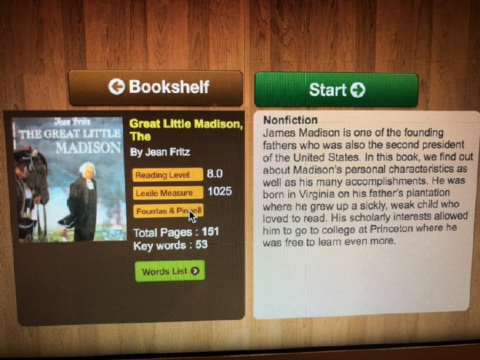 Bookshelf
Start
Jean Fritz
THE GREAT LITTLE
MADISON
Great Little Madison,
The
By Jean Fritz
Reading Level 8.0
Lexile Measure 1025
Fountas & Pinnell
Total Pages : 151
Key words : 53
Words List
Nonfiction
James Madison is one of the founding
fathers who was also the second president
of the United States. In this book, we find out
about Madison's personal characteristics as
well as his many accomplishments. He was
born in Virginia on his father's plantation
where he grew up a sickly, weak child who
loved to read. His scholarly interests allowed
him to go to college at Princeton where he
was free to learn even more.